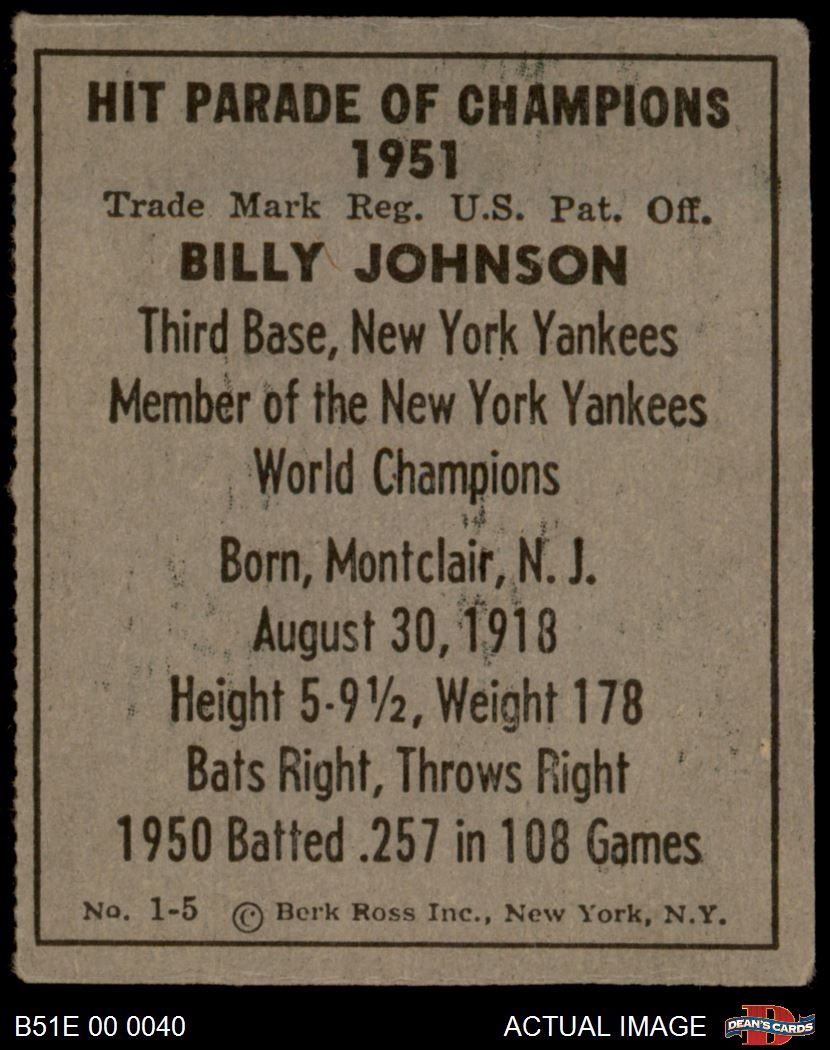 HIT PARADE OF CHAMPIONS
1951
Trade Mark Reg. U.S. Pat. Off.
BILLY JOHNSON
Third Base, New York Yankees
Member of the New York Yankees
World Champions
Born, Montclair, N. J.
August 30, 1918
Height 5-9½, Weight 178
Bats Right, Throws Right
1950 Batted .257 in 108 Games
No. 1-5 © Berk Ross Inc., New York, N.Y.
B51E 00 0040 ACTUAL IMAGE D DEAN'S CARDS